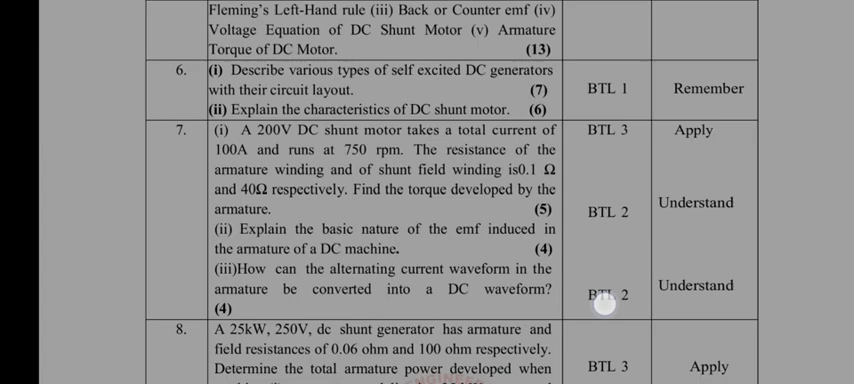 Fleming's Left-Hand rule (iii) Back or Counter emf (iv)
Voltage Equation of DC Shunt Motor (v) Armature
Torque of DC Motor. (13)
6. (i) Describe various types of self excited DC generators
with their circuit layout. (7) BTL 1 Remember
(ii) Explain the characteristics of DC shunt motor. (6)
7. (i) A 200V DC shunt motor takes a total current of BTL 3 Apply
100A and runs at 750 rpm. The resistance of the
armature winding and of shunt field winding is0.1 Ω
and 40Ω respectively. Find the torque developed by the
armature. (5) BTL 2 Understand
(ii) Explain the basic nature of the emf induced in
the armature of a DC machine. (4)
(iii)How can the alternating current waveform in the
armature be converted into a DC waveform? BTL 2 Understand
(4)
8. A 25kW, 250V, dc shunt generator has armature and
field resistances of 0.06 ohm and 100 ohm respectively.
Determine the total armature power developed when BTL 3 Apply